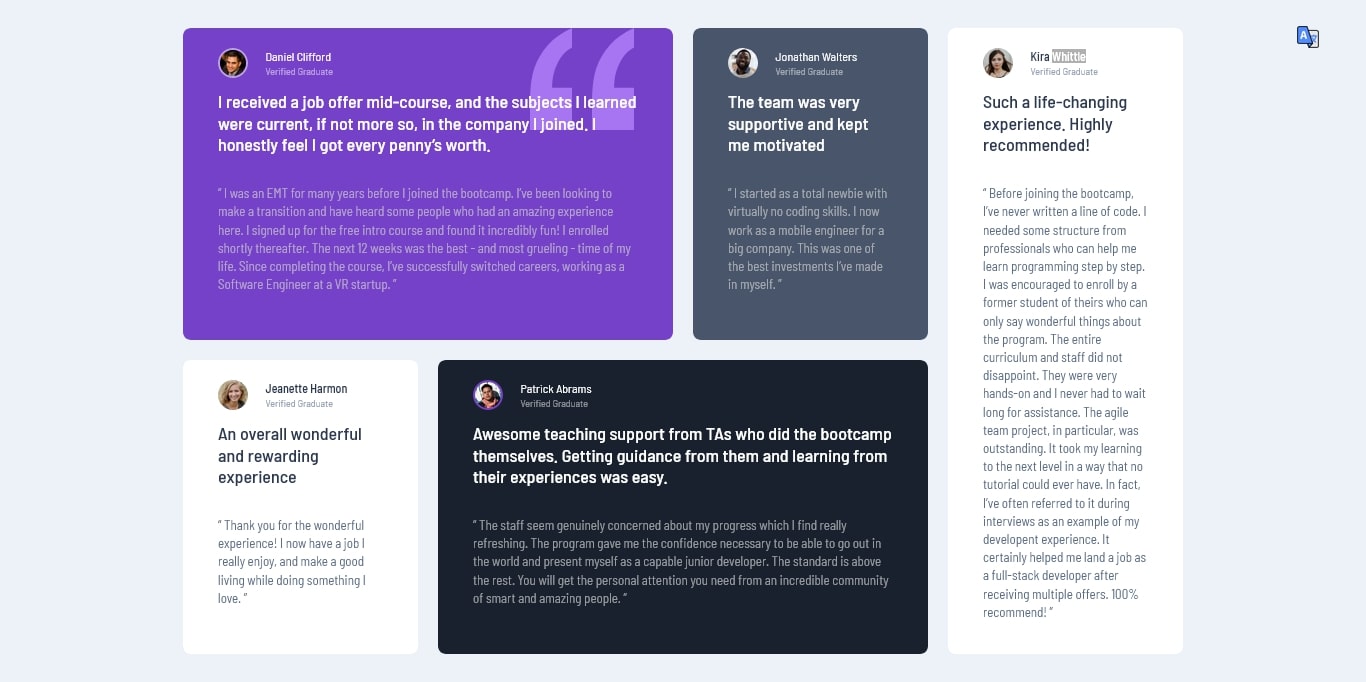 Daniel Clifford
Verified Graduate
I received a job offer mid-course, and the subjects I learned
were current, if not more so, in the company I joined. I
honestly feel I got every penny’s worth.
“ I was an EMT for many years before I joined the bootcamp. I’ve been looking to
make a transition and have heard some people who had an amazing experience
here. I signed up for the free intro course and found it incredibly fun! I enrolled
shortly thereafter. The next 12 weeks was the best - and most grueling - time of my
life. Since completing the course, I’ve successfully switched careers, working as a
Software Engineer at a VR startup. ”
Jonathan Walters
Verified Graduate
The team was very
supportive and kept
me motivated
“ I started as a total newbie with
virtually no coding skills. I now
work as a mobile engineer for a
big company. This was one of
the best investments I’ve made
in myself. ”
Kira Whittle
Verified Graduate
Such a life-changing
experience. Highly
recommended!
“ Before joining the bootcamp,
I’ve never written a line of code. I
needed some structure from
professionals who can help me
learn programming step by step.
I was encouraged to enroll by a
former student of theirs who can
only say wonderful things about
the program. The entire
curriculum and staff did not
disappoint. They were very
hands-on and I never had to wait
long for assistance. The agile
team project, in particular, was
outstanding. It took my learning
to the next level in a way that no
tutorial could ever have. In fact,
I’ve often referred to it during
interviews as an example of my
developent experience. It
certainly helped me land a job as
a full-stack developer after
receiving multiple offers. 100%
recommend! ”
Jeanette Harmon
Verified Graduate
An overall wonderful
and rewarding
experience
“ Thank you for the wonderful
experience! I now have a job I
really enjoy, and make a good
living while doing something I
love. ”
Patrick Abrams
Verified Graduate
Awesome teaching support from TAs who did the bootcamp
themselves. Getting guidance from them and learning from
their experiences was easy.
“ The staff seem genuinely concerned about my progress which I find really
refreshing. The program gave me the confidence necessary to be able to go out in
the world and present myself as a capable junior developer. The standard is above
the rest. You will get the personal attention you need from an incredible community
of smart and amazing people. ”
A